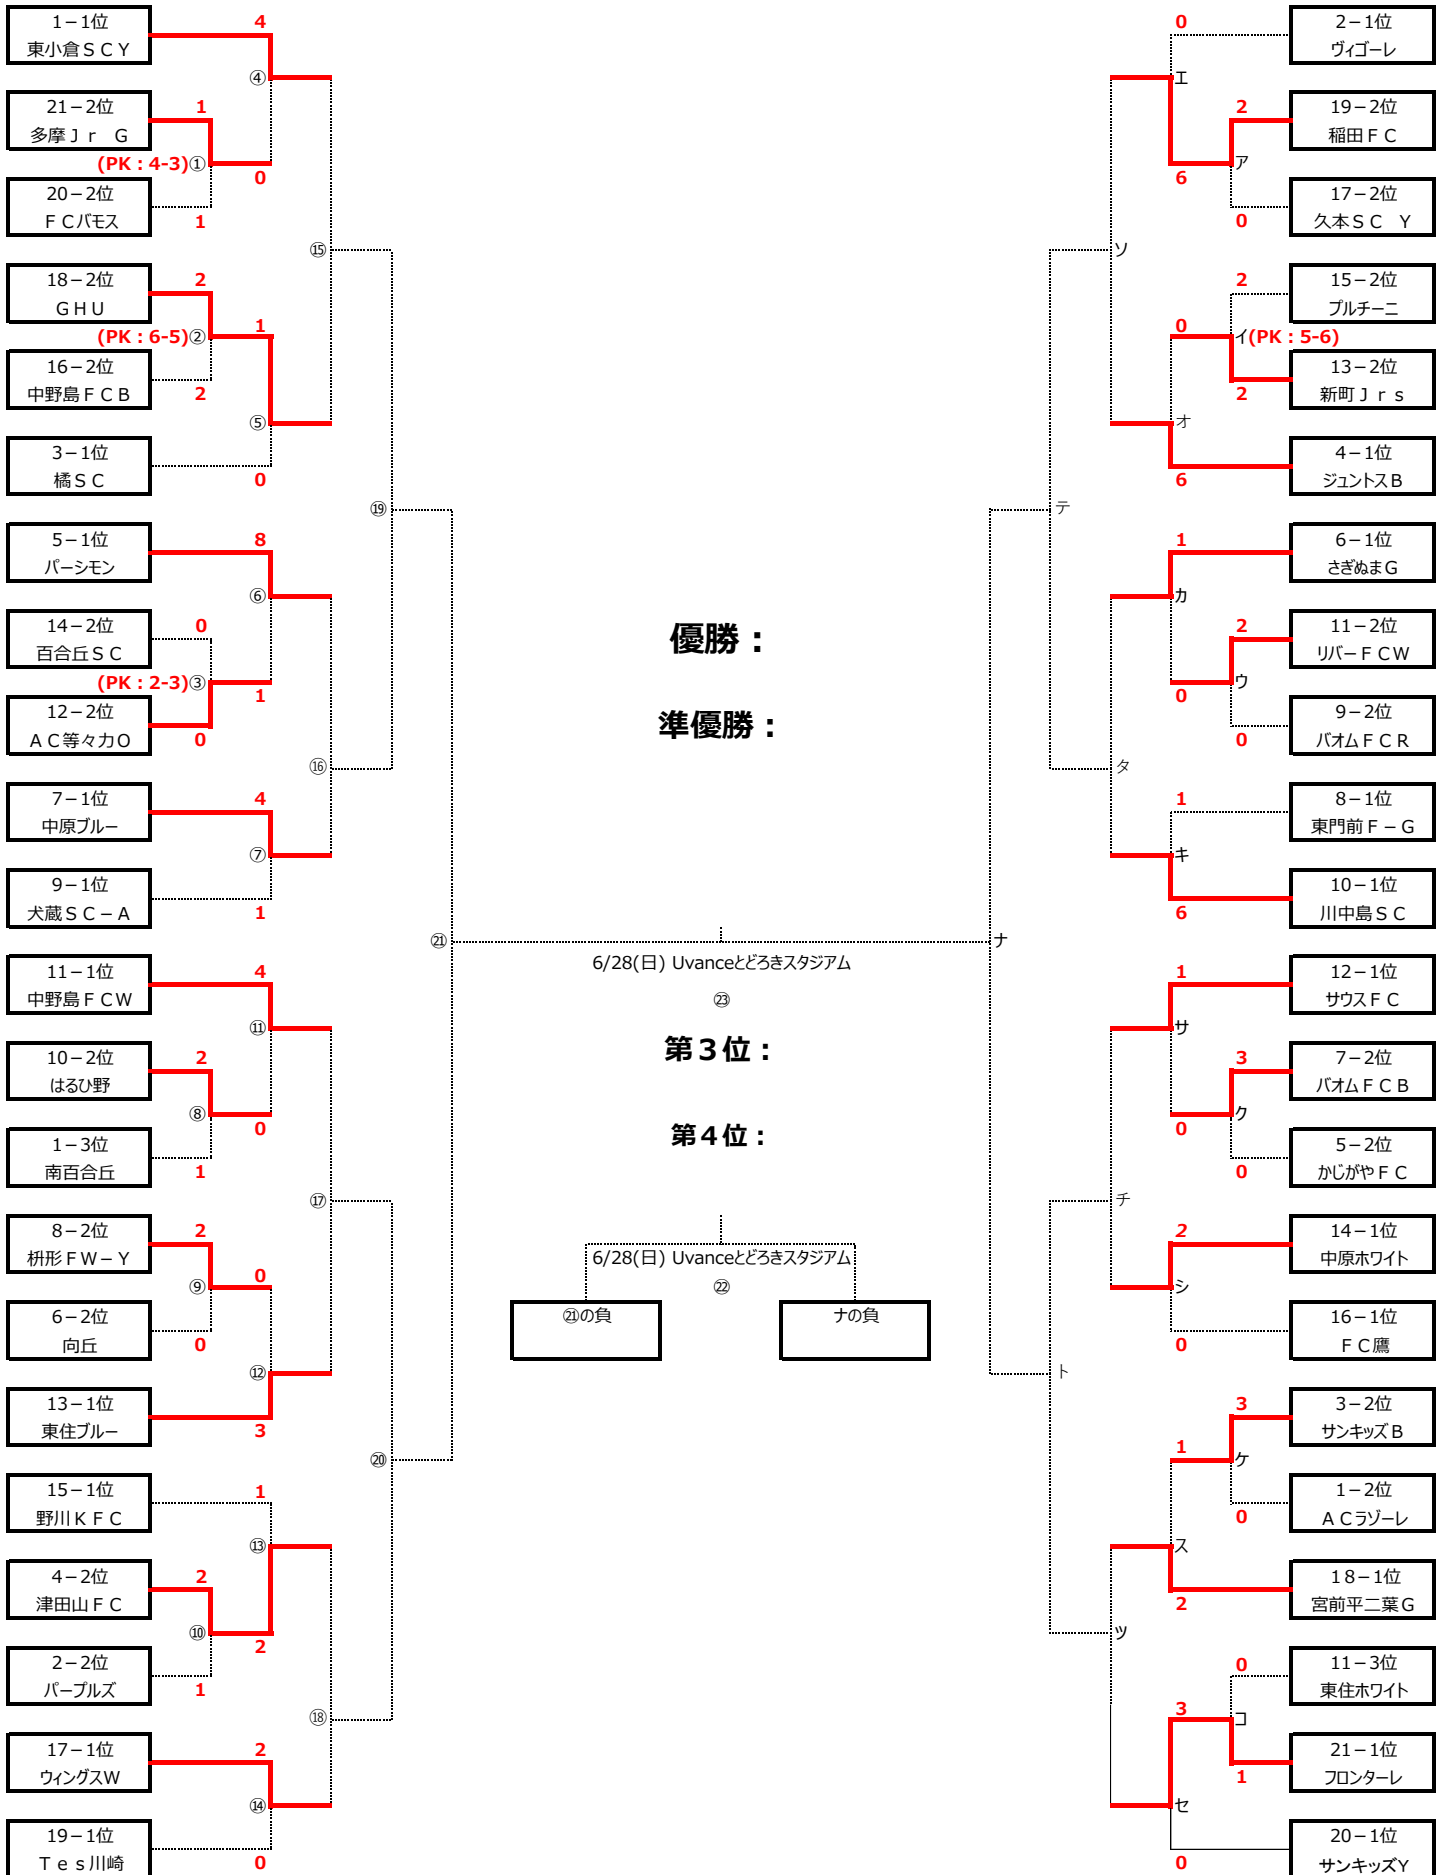 1－1位
東小倉ＳＣＹ
4
④
21－2位
多摩Ｊｒ　Ｇ
1
(PK：4-3)①
0
20－2位
ＦＣバモス
1
⑮
18－2位
ＧＨＵ
2
(PK：6-5)②
1
16－2位
中野島ＦＣＢ
2
⑤
3－1位
橘ＳＣ
0
⑲
5－1位
パーシモン
8
⑥
14－2位
百合丘ＳＣ
0
(PK：2-3)③
1
12－2位
ＡＣ等々力Ｏ
0
⑯
7－1位
中原ブルー
4
⑦
9－1位
犬蔵ＳＣ－Ａ
1
㉑
11－1位
中野島ＦＣＷ
4
⑪
10－2位
はるひ野
2
⑧
0
1－3位
南百合丘
1
⑰
8－2位
枡形ＦＷ－Ｙ
2
0
⑨
6－2位
向丘
0
⑫
13－1位
東住ブルー
3
⑳
15－1位
野川ＫＦＣ
1
⑬
4－2位
津田山ＦＣ
2
⑩
2
2－2位
パープルズ
1
⑱
17－1位
ウィングスW
2
⑭
19－1位
Ｔｅｓ川崎
0
優勝：
準優勝：
6/28(日) Uvanceとどろきスタジアム
㉓
第３位：
第４位：
6/28(日) Uvanceとどろきスタジアム
㉒
㉑の負
ナの負
0
2－1位
ヴィゴーレ
エ
2
19－2位
稲田ＦＣ
ア
6
0
17－2位
久本ＳＣ　Ｙ
ソ
2
15－2位
プルチーニ
0
イ(PK：5-6)
2
13－2位
新町Ｊｒｓ
オ
6
4－1位
ジュントスＢ
テ
1
6－1位
さぎぬまＧ
カ
2
11－2位
リバーＦＣＷ
ウ
0
0
9－2位
バオムＦＣＲ
タ
1
8－1位
東門前Ｆ－Ｇ
キ
6
10－1位
川中島ＳＣ
ナ
1
12－1位
サウスＦＣ
サ
3
7－2位
バオムＦＣＢ
ク
0
0
5－2位
かじがやＦＣ
チ
2
14－1位
中原ホワイト
シ
0
16－1位
ＦＣ鷹
ト
3
3－2位
サンキッズＢ
1
ケ
0
1－2位
ＡＣラゾーレ
ス
2
18－1位
宮前平二葉Ｇ
ツ
0
11－3位
東住ホワイト
3
コ
1
21－1位
フロンターレ
セ
0
20－1位
サンキッズY